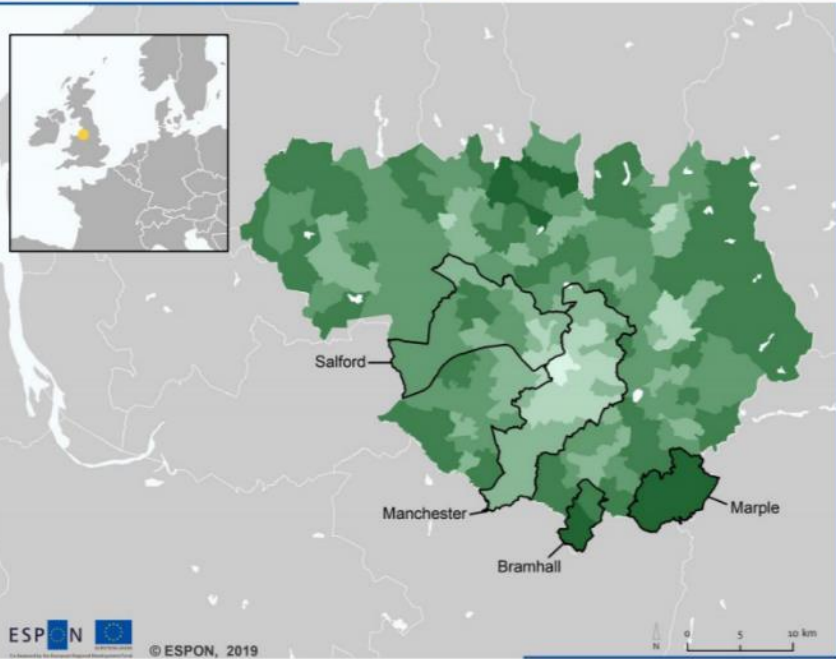 Salford
Manchester
Marple
Bramhall
ESPON
© ESPON, 2019
N
0 5 10 km